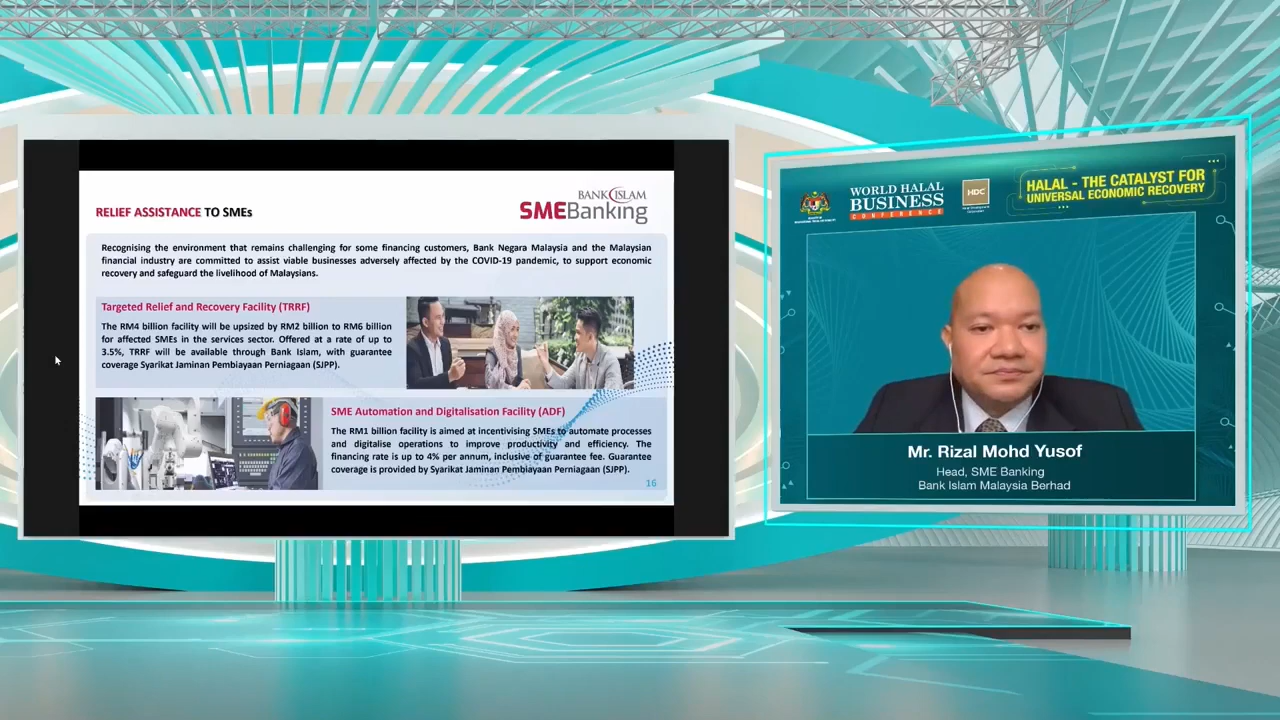 BANK ISLAM
SMEBanking
RELIEF ASSISTANCE TO SMEs
Recognising the environment that remains challenging for some financing customers, Bank Negara Malaysia and the Malaysian
financial industry are committed to assist viable businesses adversely affected by the COVID-19 pandemic, to support economic
recovery and safeguard the livelihood of Malaysians.
Targeted Relief and Recovery Facility (TRRF)
The RM4 billion facility will be upsized by RM2 billion to RM6 billion
for affected SMEs in the services sector. Offered at a rate of up to
3.5%, TRRF will be available through Bank Islam, with guarantee
coverage Syarikat Jaminan Pembiayaan Perniagaan (SJPP).
SME Automation and Digitalisation Facility (ADF)
The RM1 billion facility is aimed at incentivising SMEs to automate processes
and digitalise operations to improve productivity and efficiency. The
financing rate is up to 4% per annum, inclusive of guarantee fee. Guarantee
coverage is provided by Syarikat Jaminan Pembiayaan Perniagaan (SJPP).
16
WORLD HALAL
BUSINESS
CONFERENCE
HDC
HALAL - THE CATALYST FOR
UNIVERSAL ECONOMIC RECOVERY
Mr. Rizal Mohd Yusof
Head, SME Banking
Bank Islam Malaysia Berhad